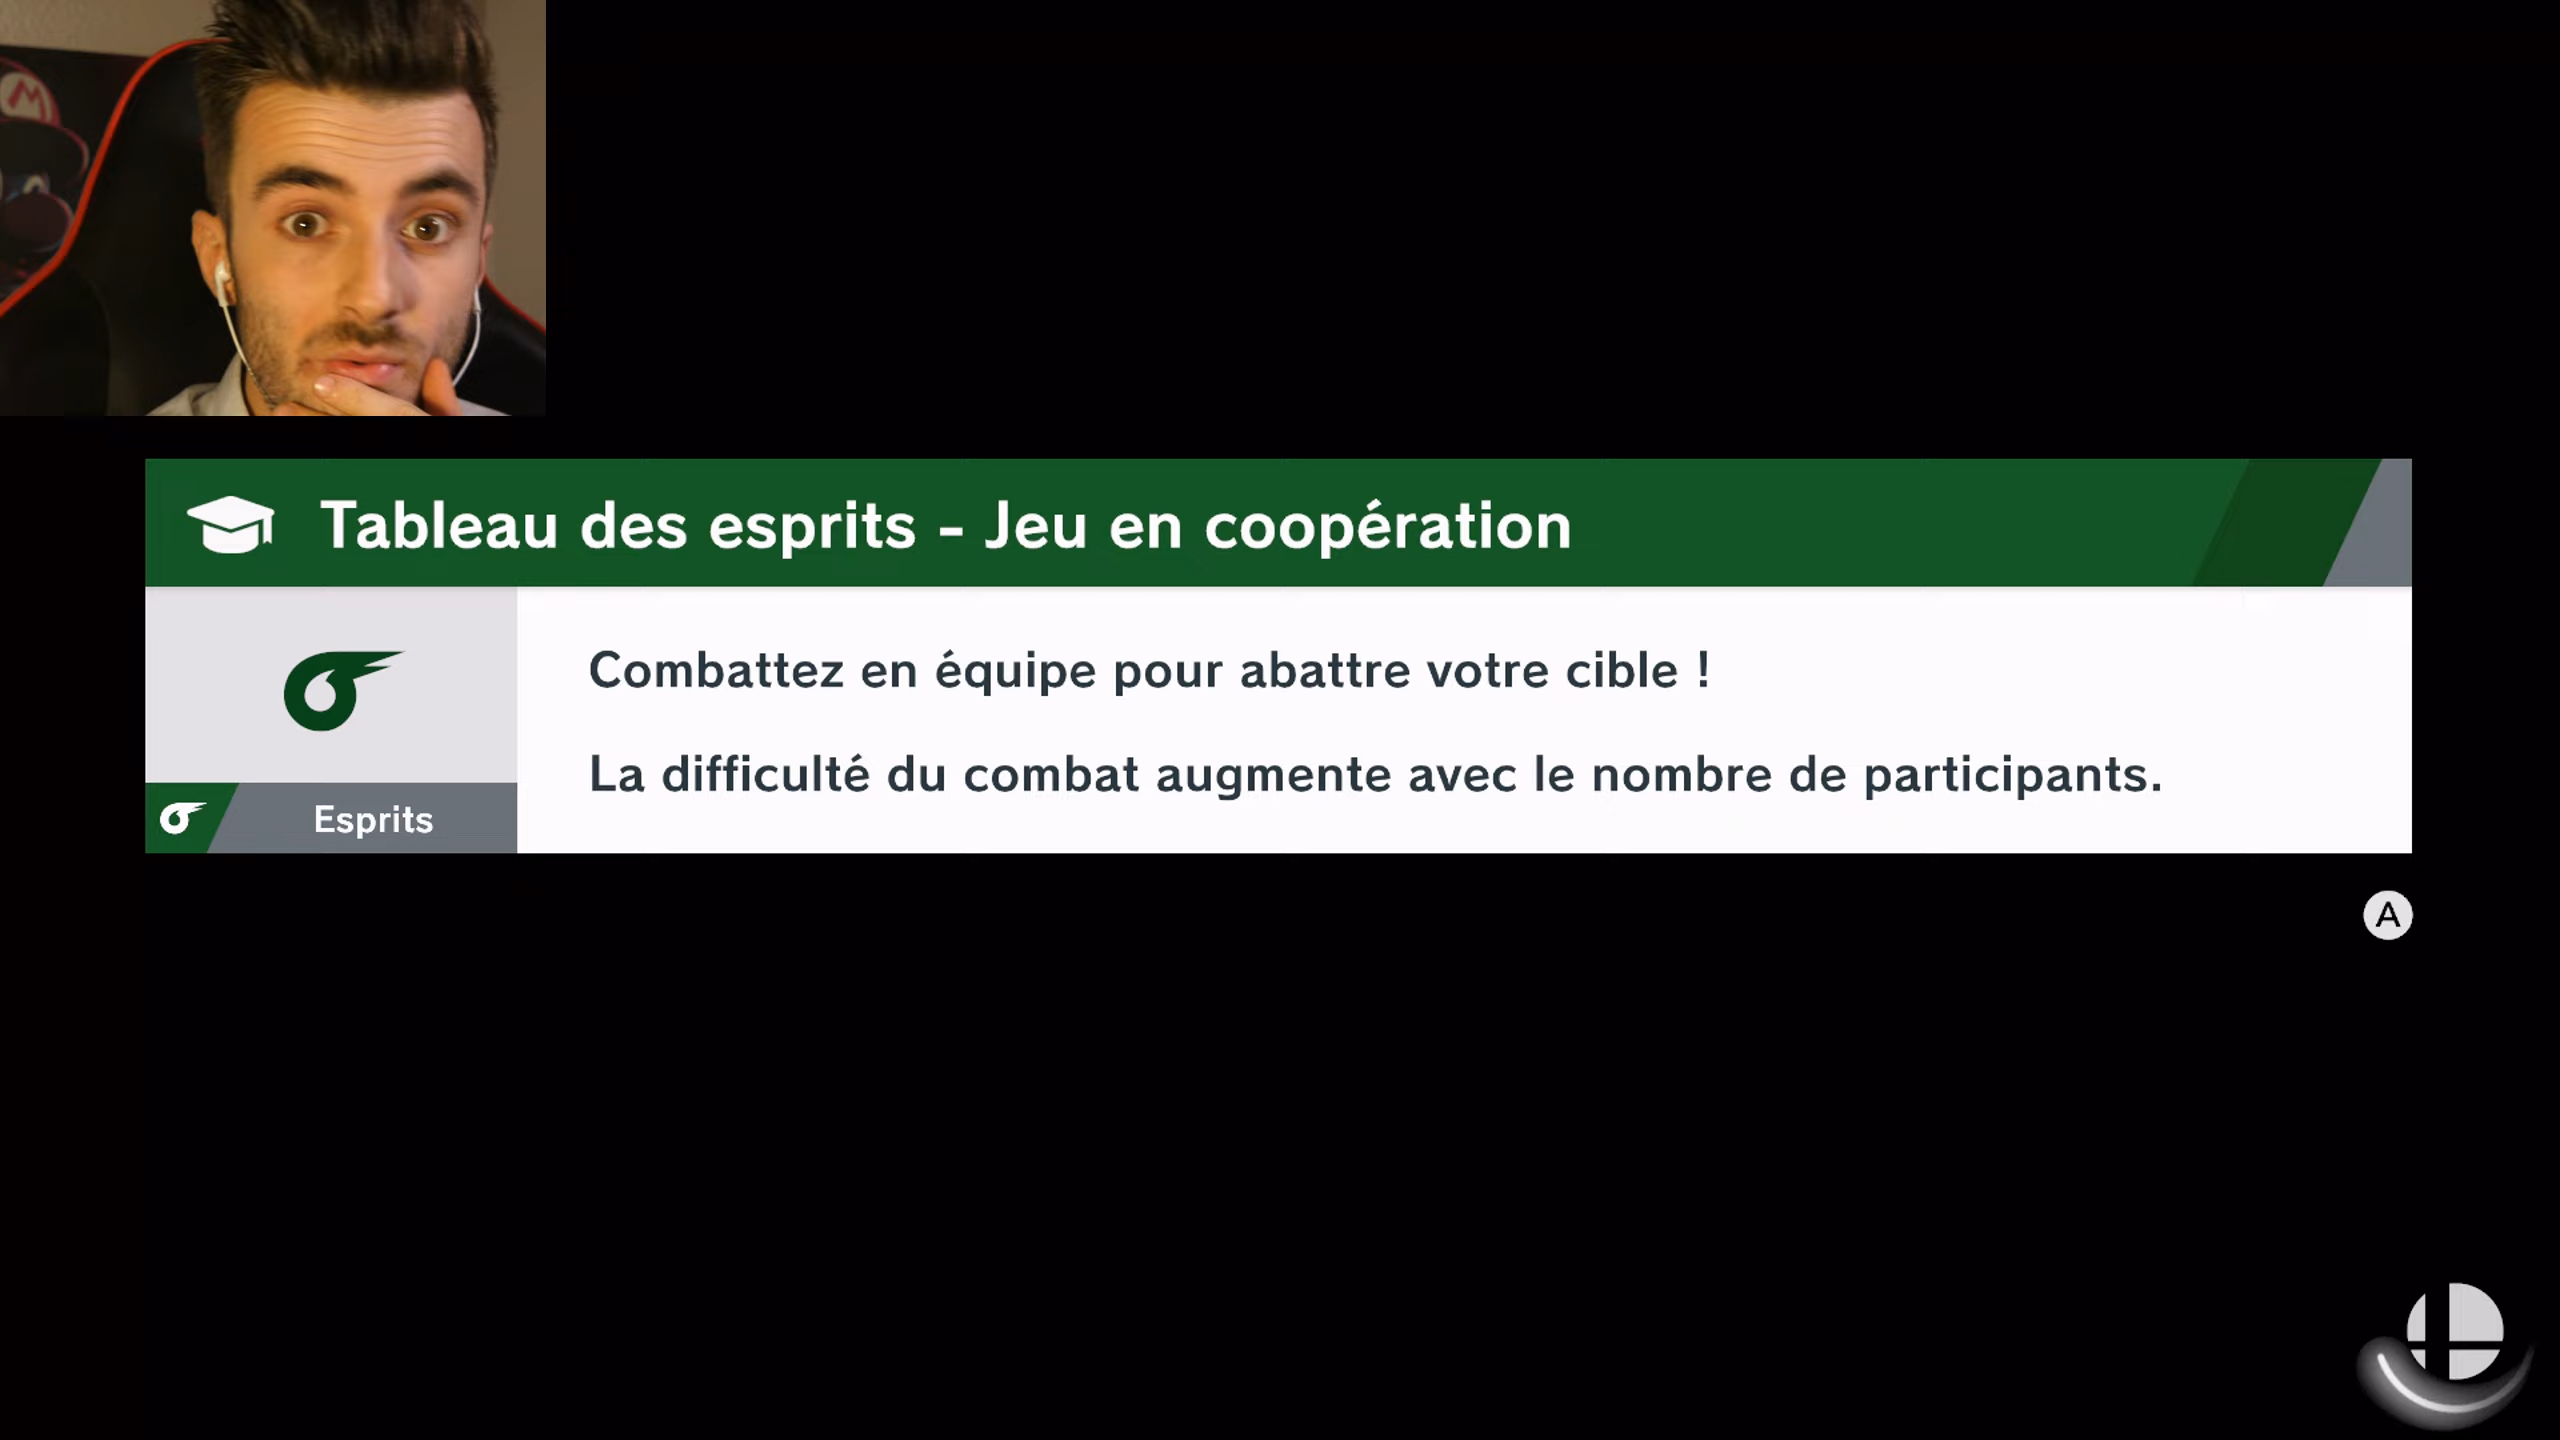 M
Tableau des esprits - Jeu en coopération
Combattez en équipe pour abattre votre cible !
La difficulté du combat augmente avec le nombre de participants.
Esprits
A